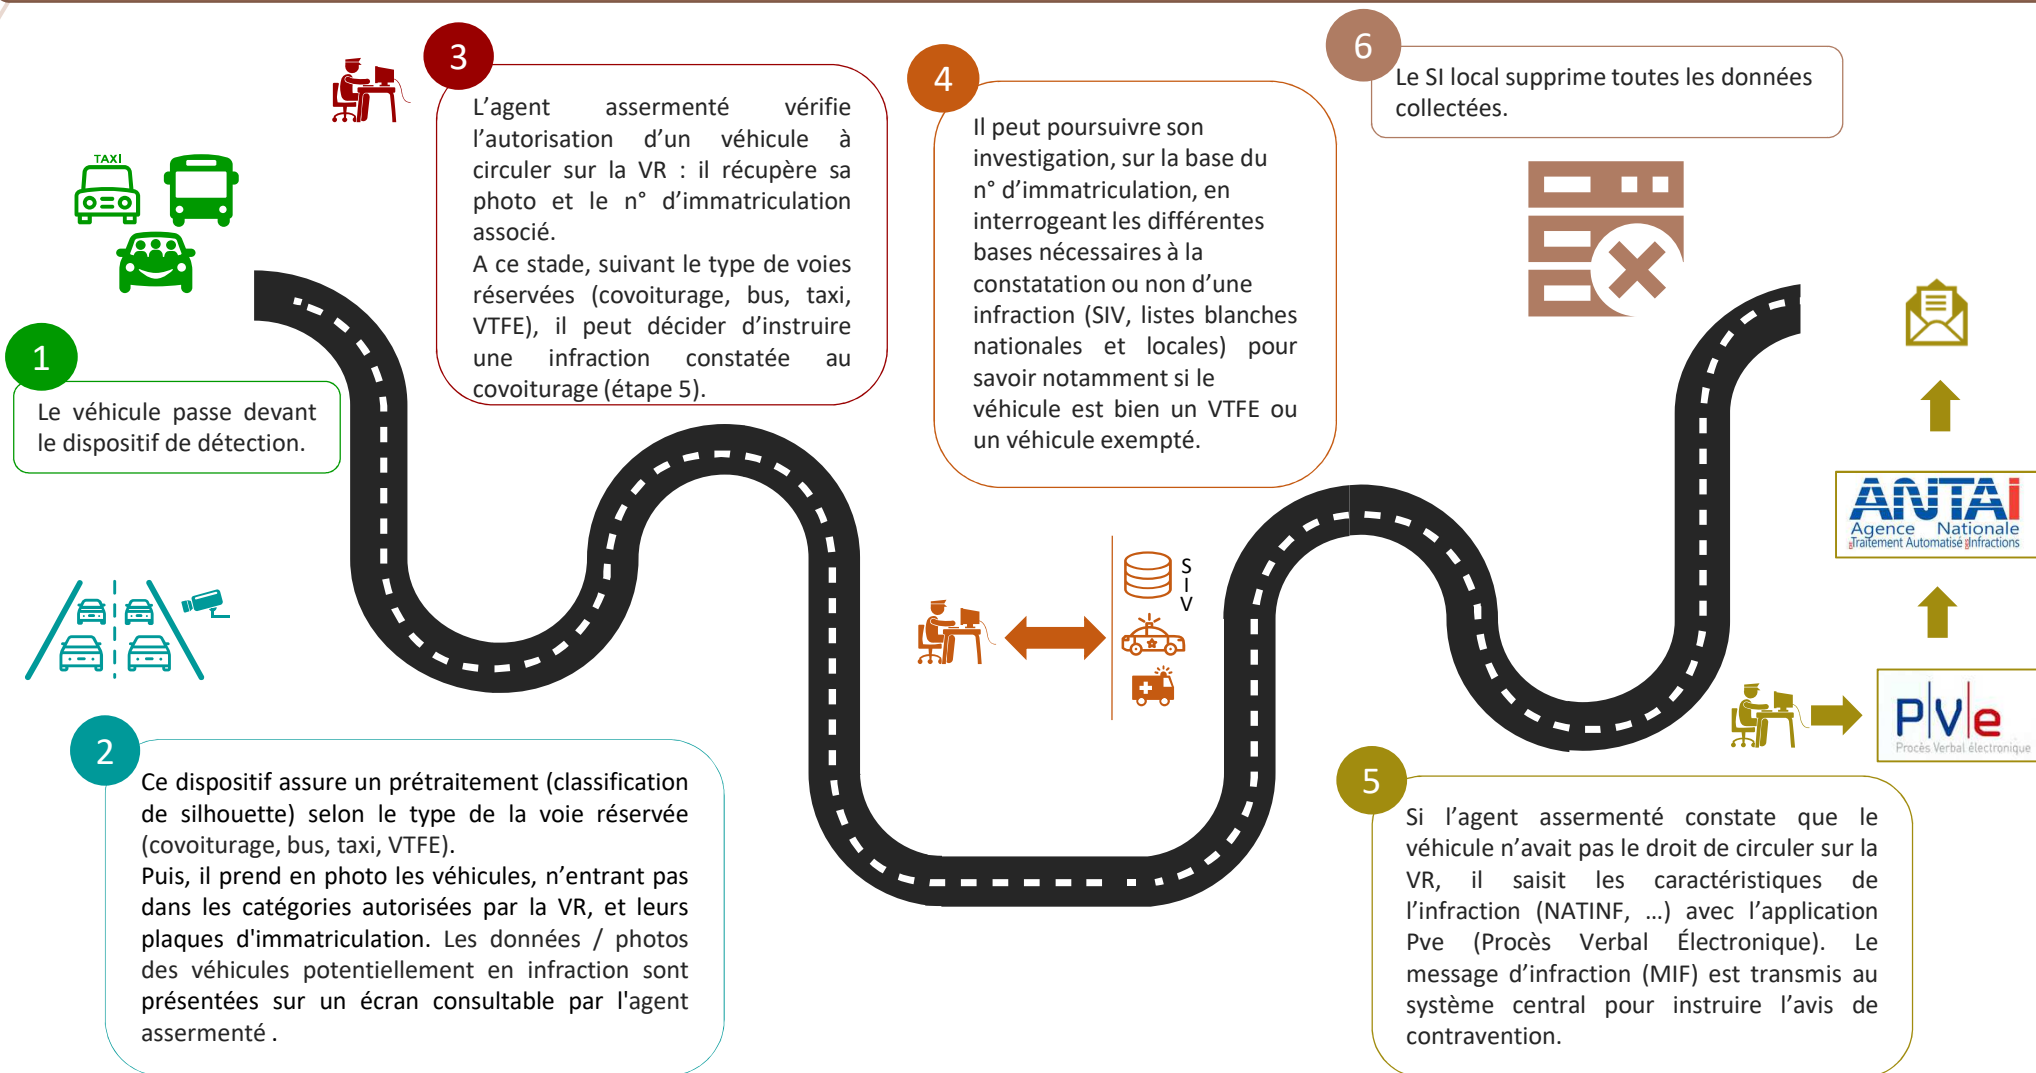 TAXI
1
Le véhicule passe devant
le dispositif de détection.
2
Ce dispositif assure un prétraitement (classification
de silhouette) selon le type de la voie réservée
(covoiturage, bus, taxi, VTFE).
Puis, il prend en photo les véhicules, n'entrant pas
dans les catégories autorisées par la VR, et leurs
plaques d'immatriculation. Les données / photos
des véhicules potentiellement en infraction sont
présentées sur un écran consultable par l'agent
assermenté .
3
L'agent assermenté vérifie
l'autorisation d'un véhicule à
circuler sur la VR : il récupère sa
photo et le n° d'immatriculation
associé.
A ce stade, suivant le type de voies
réservées (covoiturage, bus, taxi,
VTFE), il peut décider d'instruire
une infraction constatée au
covoiturage (étape 5).
4
Il peut poursuivre son
investigation, sur la base du
n° d'immatriculation, en
interrogeant les différentes
bases nécessaires à la
constatation ou non d'une
infraction (SIV, listes blanches
nationales et locales) pour
savoir notamment si le
véhicule est bien un VTFE ou
un véhicule exempté.
S
I
V
5
Si l'agent assermenté constate que le
véhicule n'avait pas le droit de circuler sur la
VR, il saisit les caractéristiques de
l'infraction (NATINF, …) avec l'application
Pve (Procès Verbal Électronique). Le
message d'infraction (MIF) est transmis au
système central pour instruire l'avis de
contravention.
P|V|e
Procès Verbal électronique
ANTAi
Agence Nationale
de Traitement Automatisé des Infractions
6
Le SI local supprime toutes les données
collectées.